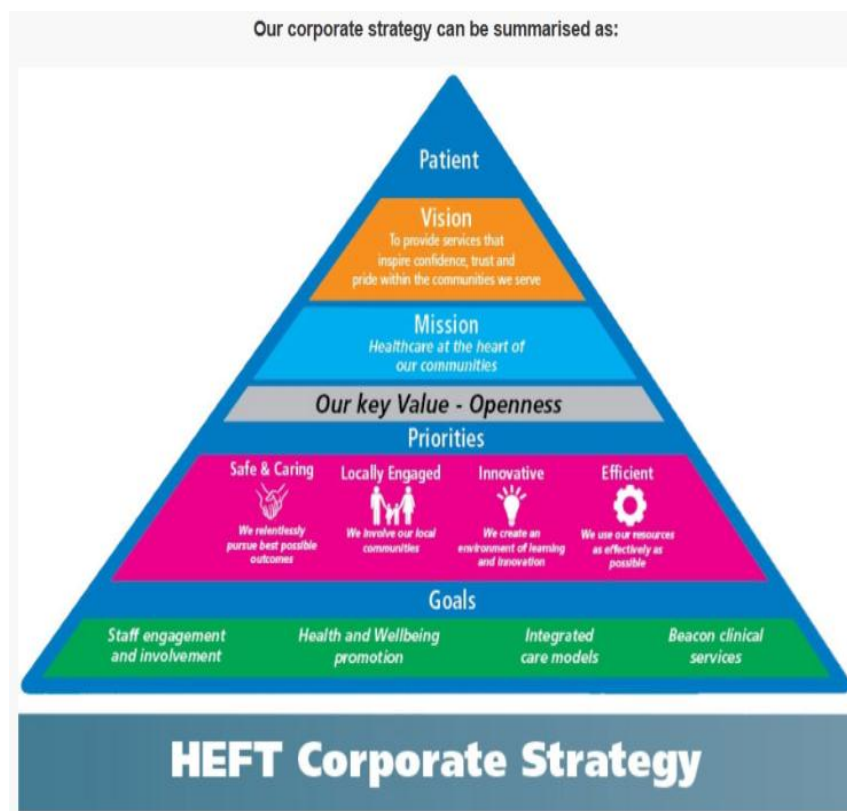 Our corporate strategy can be summarised as:
Patient
Vision
To provide services that
inspire confidence, trust and
pride within the communities we serve
Mission
Healthcare at the heart of
our communities
Our key Value - Openness
Priorities
Safe & Caring
We relentlessly
pursue best possible
outcomes
Locally Engaged
We involve our local
communities
Innovative
We create an
environment of learning
and innovation
Efficient
We use our resources
as effectively as
possible
Goals
Staff engagement
and involvement
Health and Wellbeing
promotion
Integrated
care models
Beacon clinical
services
HEFT Corporate Strategy